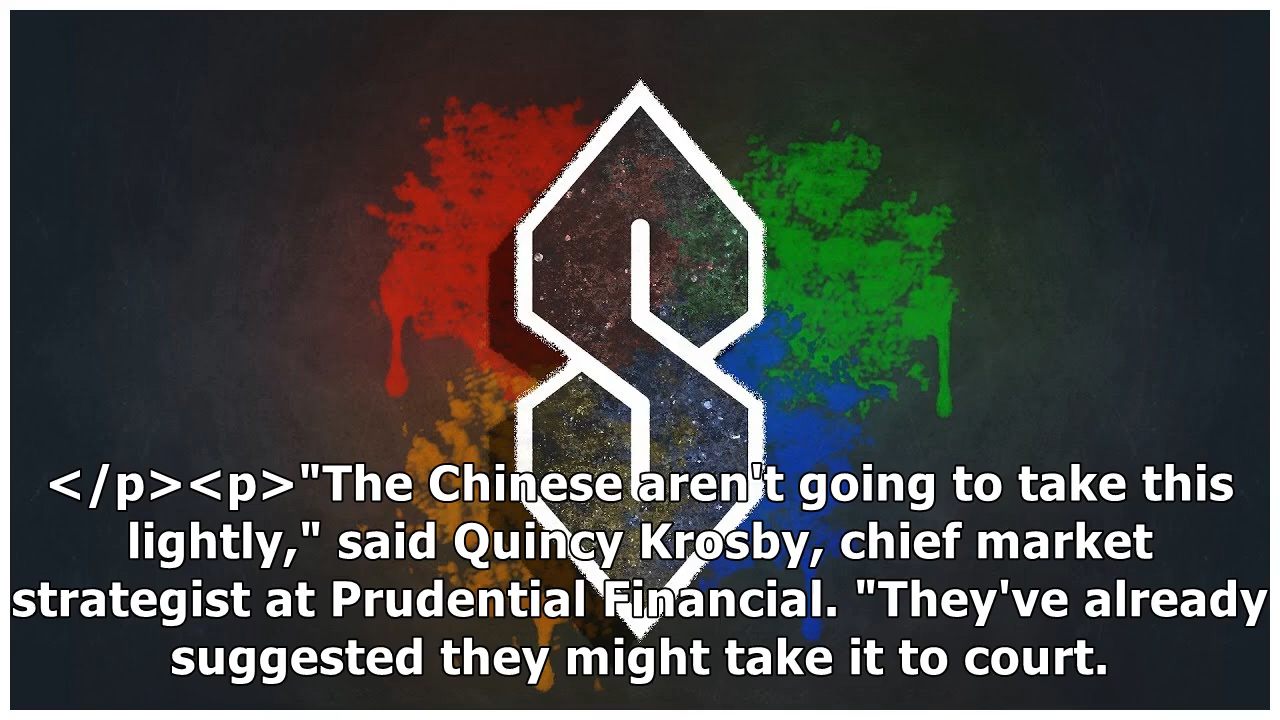 </p><p>"The Chinese aren't going to take this
lightly," said Quincy Krosby, chief market
strategist at Prudential Financial. "They've already
suggested they might take it to court.